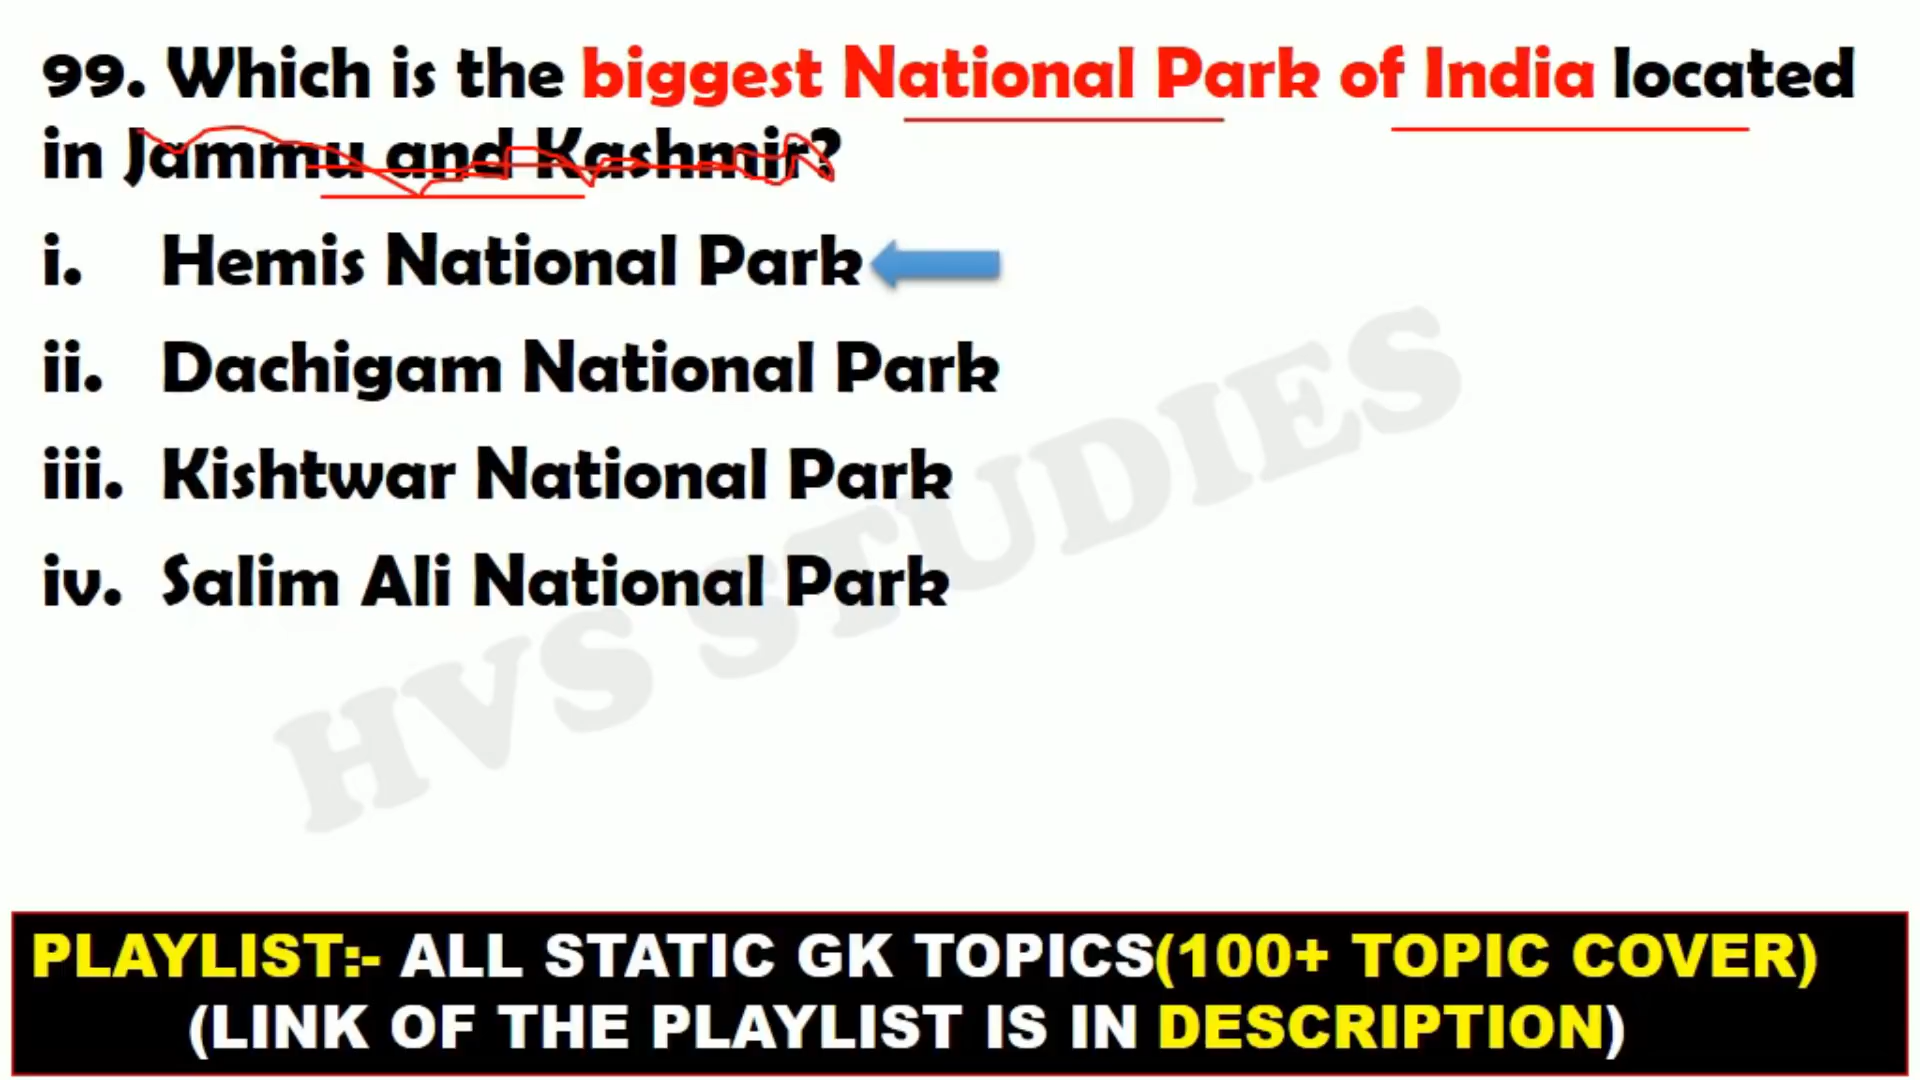 99. Which is the biggest National Park of India located
in Jammu and Kashmir?
i. Hemis National Park
ii. Dachigam National Park
iii. Kishtwar National Park
iv. Salim Ali National Park
HVS STUDIES
PLAYLIST:- ALL STATIC GK TOPICS(100+ TOPIC COVER)
(LINK OF THE PLAYLIST IS IN DESCRIPTION)